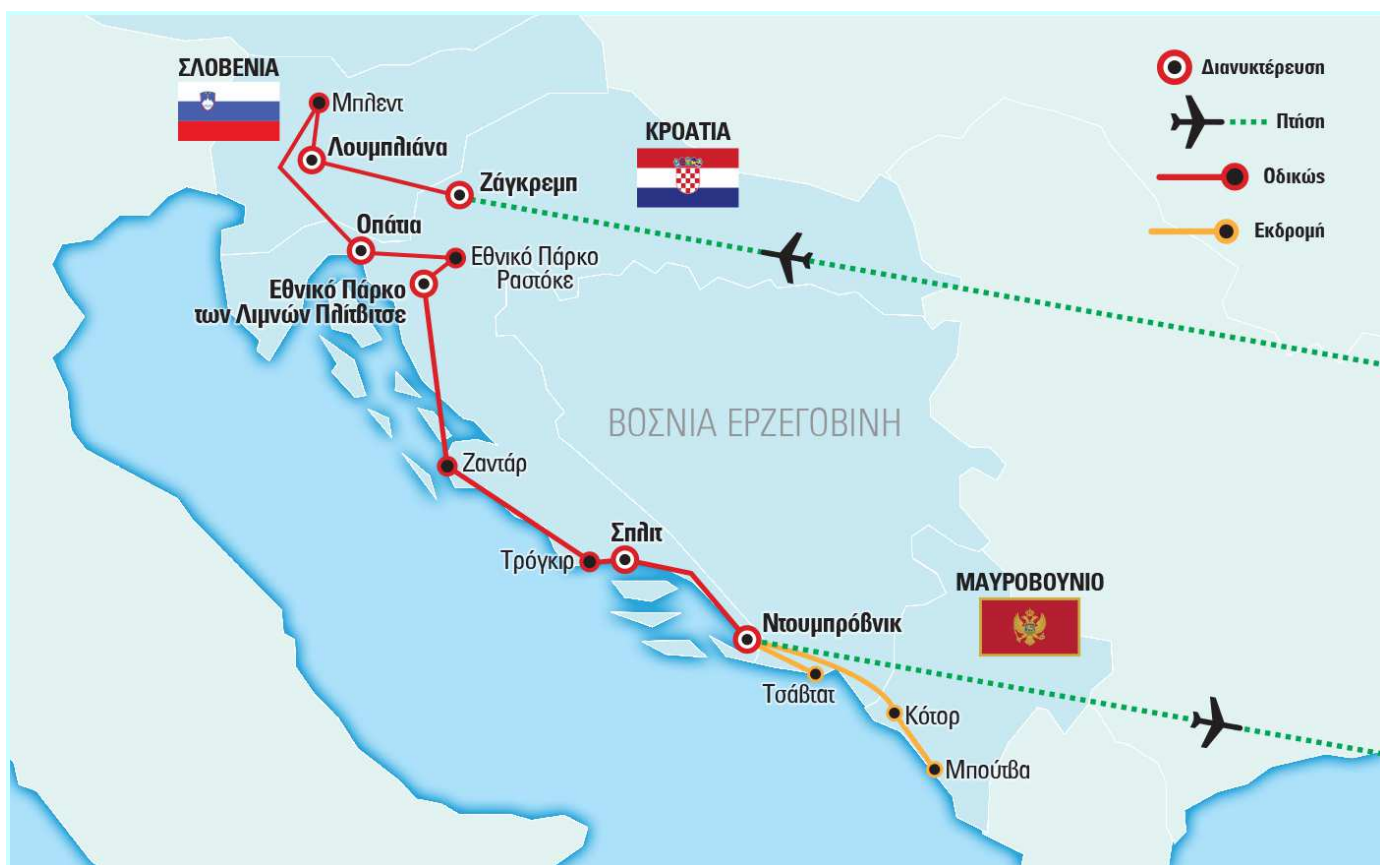 ΣΛΟΒΕΝΙΑ
Μπλεντ
Λουμπλιάνα
ΚΡΟΑΤΙΑ
Ζάγκρεμπ
Οπάτια
Εθνικό Πάρκο
Ραστόκε
Εθνικό Πάρκο
των Λιμνών Πλίτβιτσε
ΒΟΣΝΙΑ ΕΡΖΕΓΟΒΙΝΗ
Ζαντάρ
Τρόγκιρ
Σπλιτ
ΜΑΥΡΟΒΟΥΝΙΟ
Ντουμπρόβνικ
Τσάβτατ
Κότορ
Μπούτβα
Διανυκτέρευση
Πτήση
Οδικώς
Εκδρομή